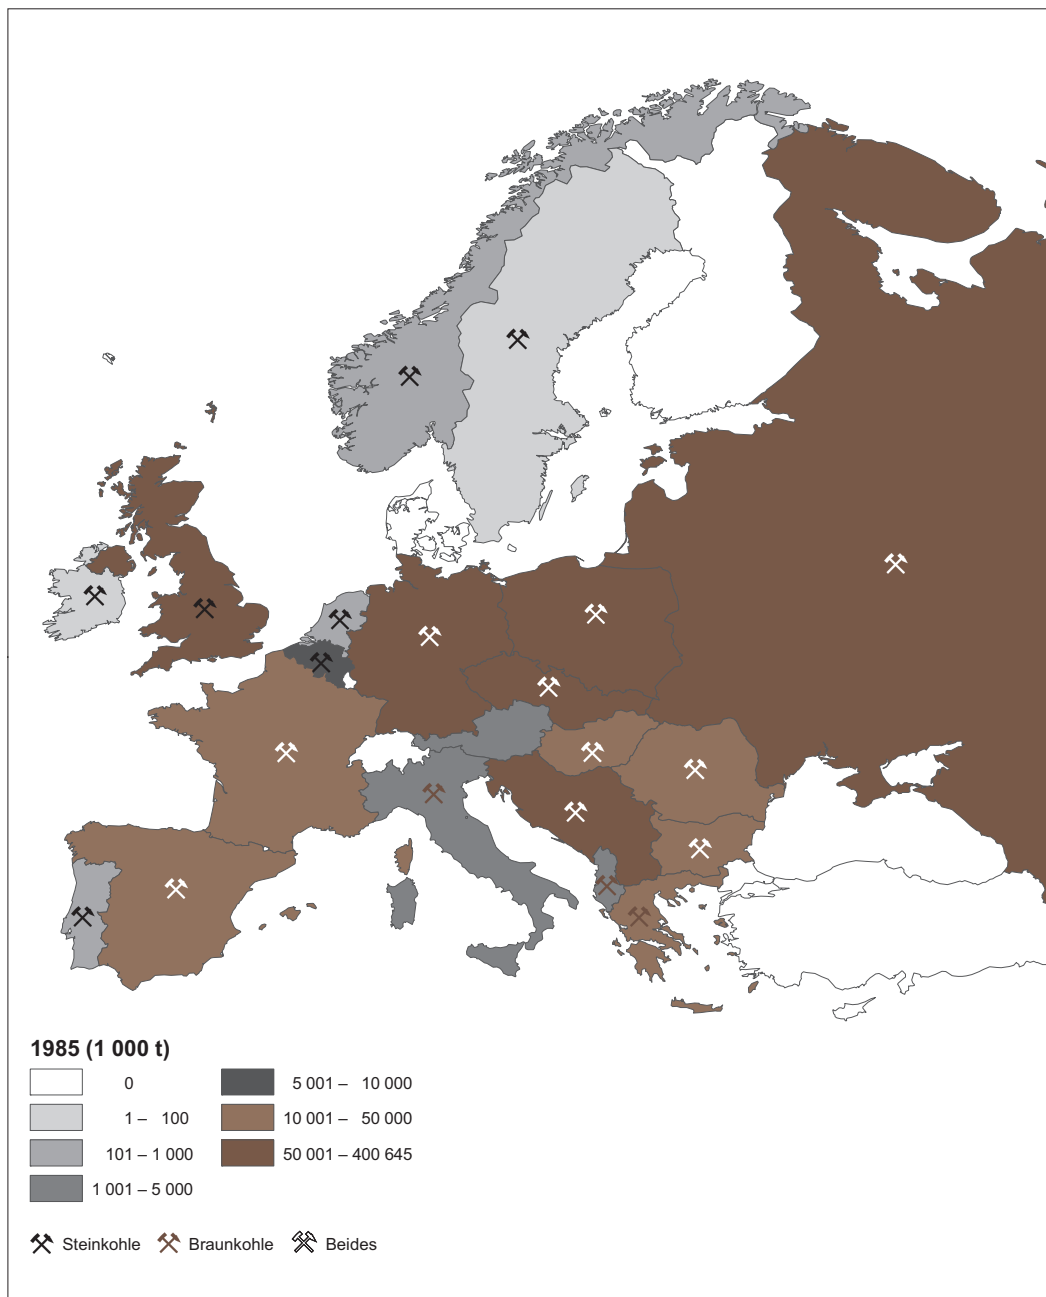 1985 (1 000 t)
0
1 – 100
101 – 1 000
1 001 – 5 000
5 001 – 10 000
10 001 – 50 000
50 001 – 400 645
Steinkohle Braunkohle Beides